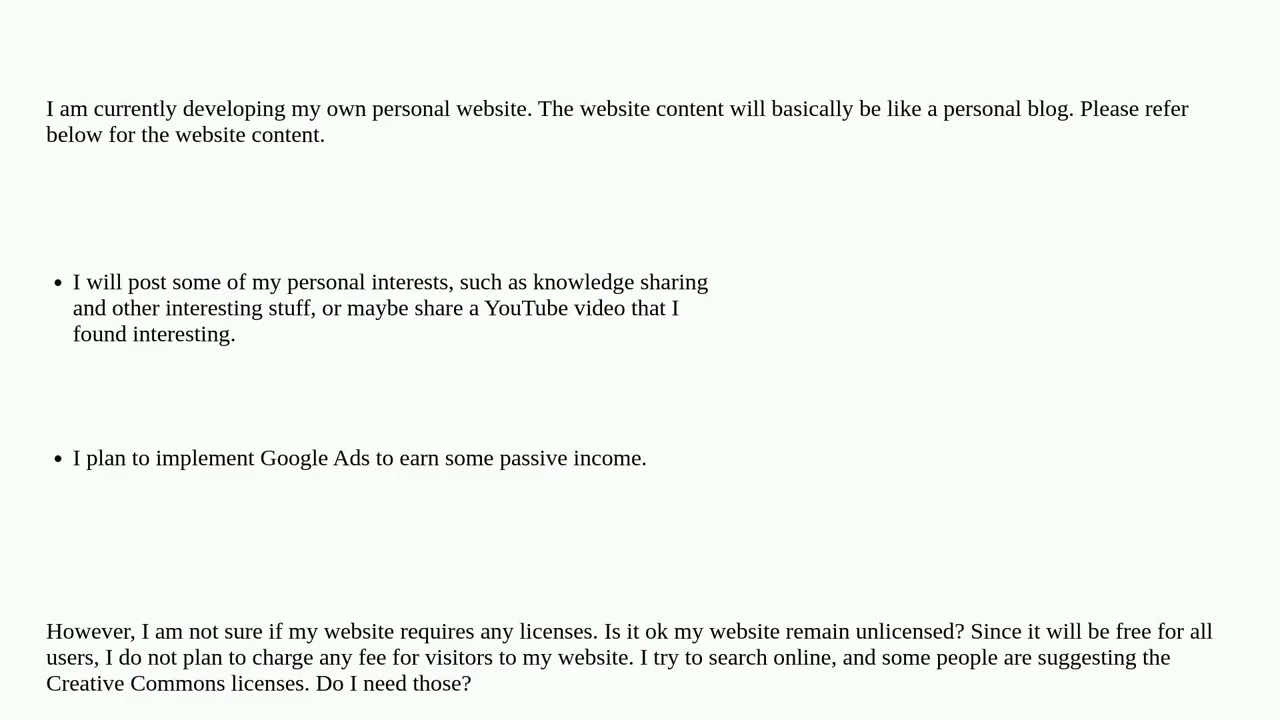 I am currently developing my own personal website. The website content will basically be like a personal blog. Please refer
below for the website content.
• I will post some of my personal interests, such as knowledge sharing
and other interesting stuff, or maybe share a YouTube video that I
found interesting.
• I plan to implement Google Ads to earn some passive income.
However, I am not sure if my website requires any licenses. Is it ok my website remain unlicensed? Since it will be free for all
users, I do not plan to charge any fee for visitors to my website. I try to search online, and some people are suggesting the
Creative Commons licenses. Do I need those?